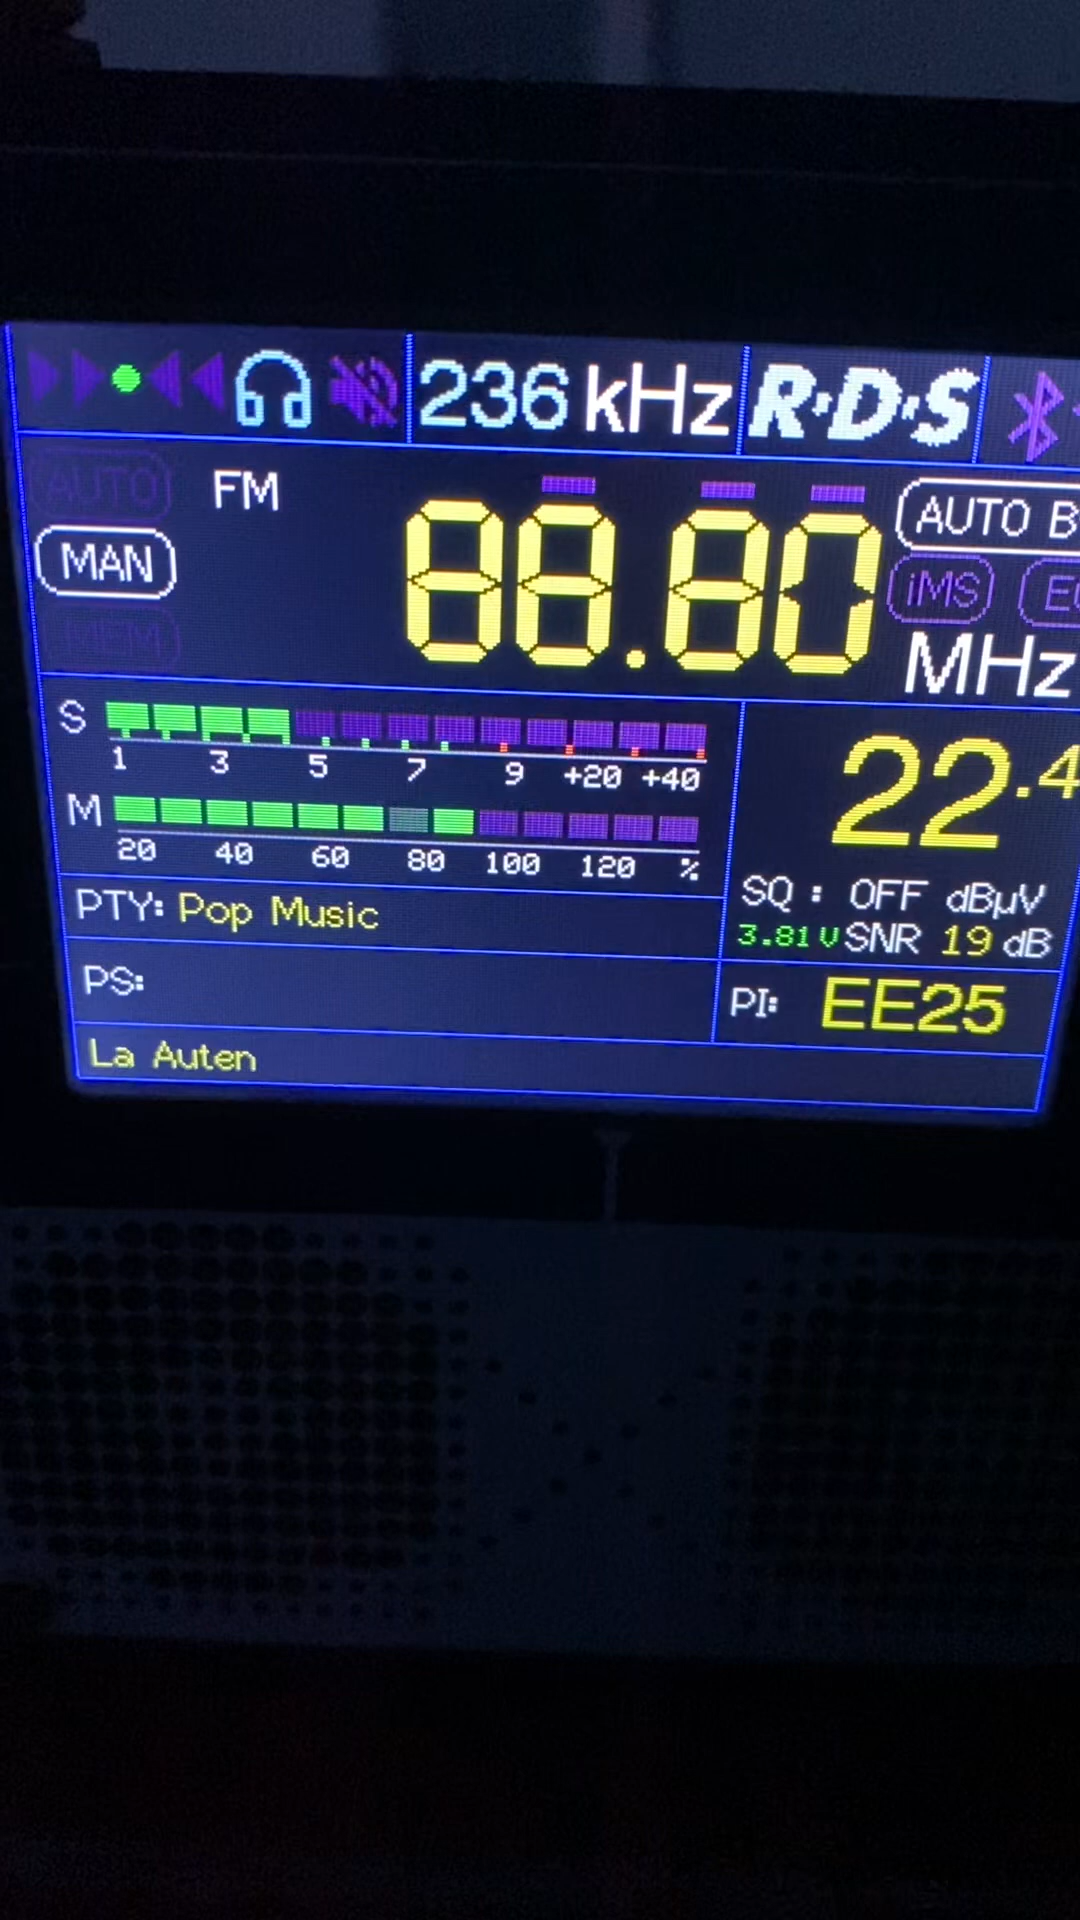 236 kHz R·D·S
AUTO FM 88.80 AUTO B
MAN iMS
MEM MHz
S
1 3 5 7 9 +20 +40
22.4
M
20 40 60 80 100 120 %
SQ : OFF dBµV
PTY: Pop Music
3.81V SNR 19 dB
PS:
PI: EE25
La Auten